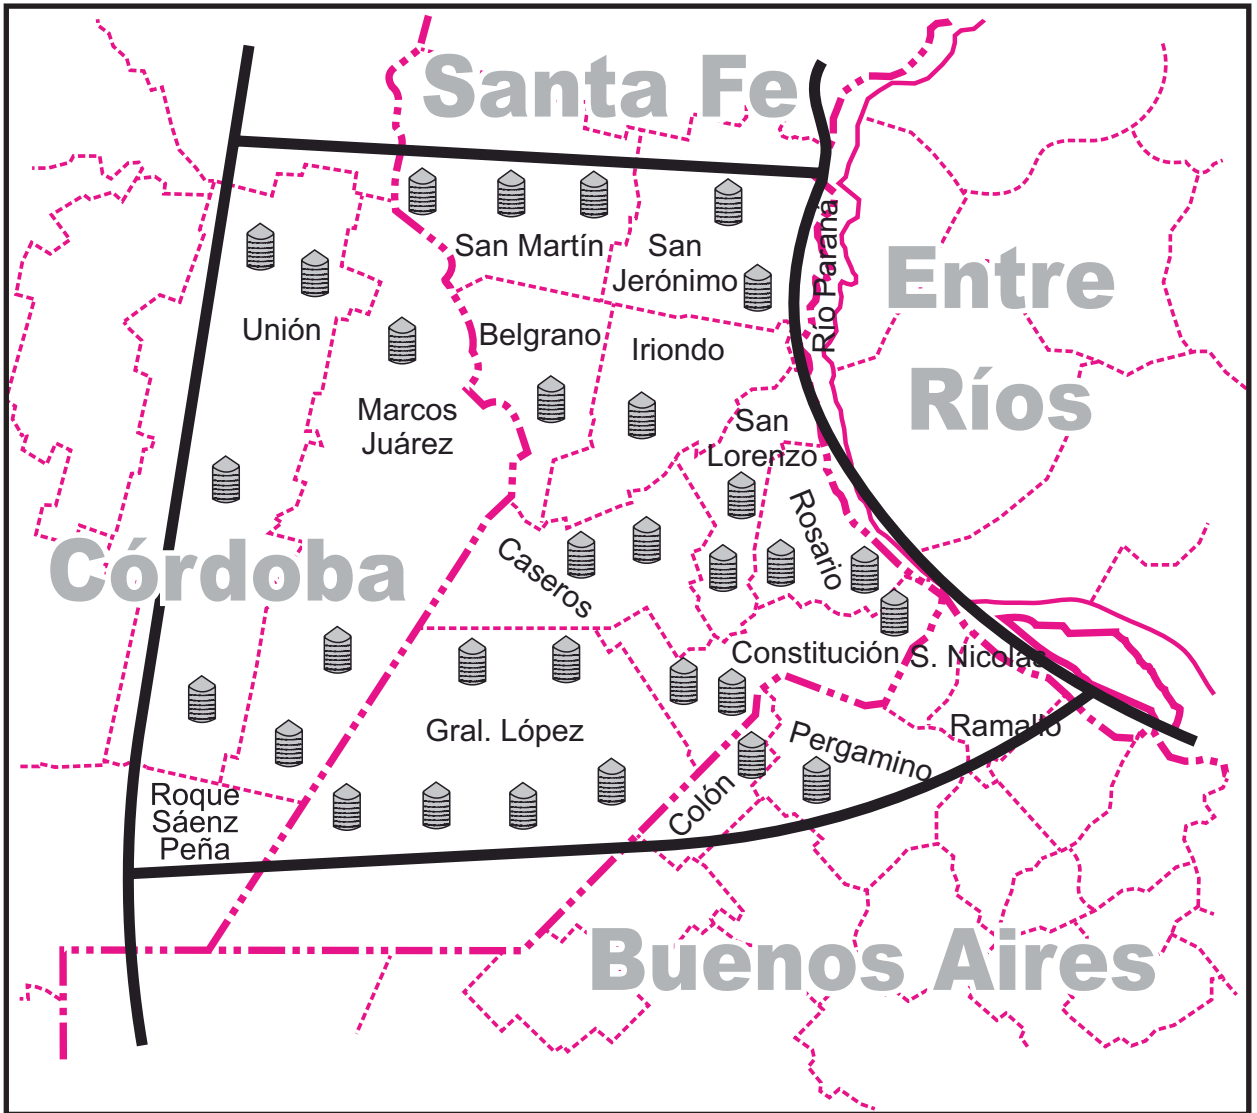 Santa Fe
Río Paraná
San Martín
San
Jerónimo
Entre
Ríos
Unión
Belgrano
Iriondo
Marcos
Juárez
San
Lorenzo
Rosario
Córdoba
Caseros
Constitución
S. Nicolás
Gral. López
Pergamino
Ramallo
Colón
Roque
Sáenz
Peña
Buenos Aires